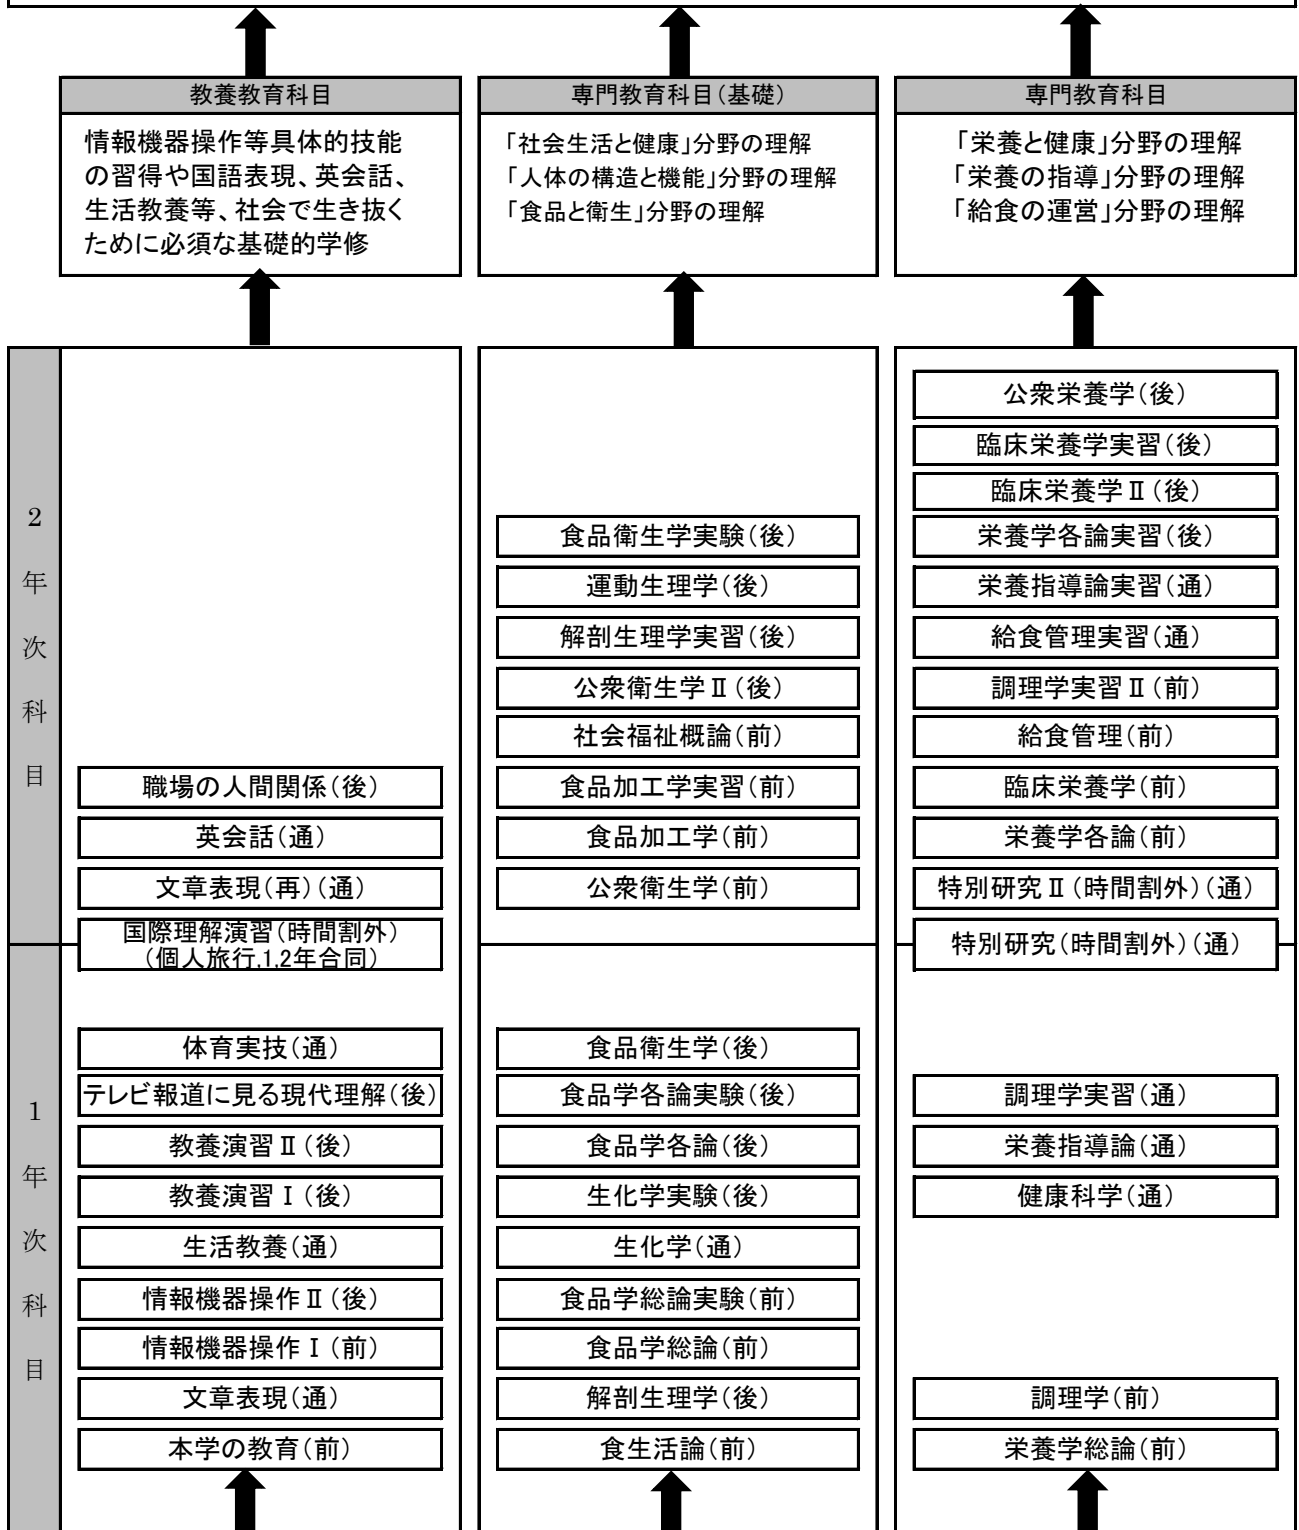 教養教育科目
情報機器操作等具体的技能
の習得や国語表現、英会話、
生活教養等、社会で生き抜く
ために必須な基礎的学修
専門教育科目(基礎)
「社会生活と健康」分野の理解
「人体の構造と機能」分野の理解
「食品と衛生」分野の理解
専門教育科目
「栄養と健康」分野の理解
「栄養の指導」分野の理解
「給食の運営」分野の理解
2年次科目
職場の人間関係(後)
英会話(通)
文章表現(再)(通)
国際理解演習(時間割外)
(個人旅行,1,2年合同)
食品衛生学実験(後)
運動生理学(後)
解剖生理学実習(後)
公衆衛生学Ⅱ(後)
社会福祉概論(前)
食品加工学実習(前)
食品加工学(前)
公衆衛生学(前)
公衆栄養学(後)
臨床栄養学実習(後)
臨床栄養学Ⅱ(後)
栄養学各論実習(後)
栄養指導論実習(通)
給食管理実習(通)
調理学実習Ⅱ(前)
給食管理(前)
臨床栄養学(前)
栄養学各論(前)
特別研究Ⅱ(時間割外)(通)
特別研究(時間割外)(通)
1年次科目
体育実技(通)
テレビ報道に見る現代理解(後)
教養演習Ⅱ(後)
教養演習Ⅰ(後)
生活教養(通)
情報機器操作Ⅱ(後)
情報機器操作Ⅰ(前)
文章表現(通)
本学の教育(前)
食品衛生学(後)
食品学各論実験(後)
食品学各論(後)
生化学実験(後)
生化学(通)
食品学総論実験(前)
食品学総論(前)
解剖生理学(後)
食生活論(前)
調理学実習(通)
栄養指導論(通)
健康科学(通)
調理学(前)
栄養学総論(前)